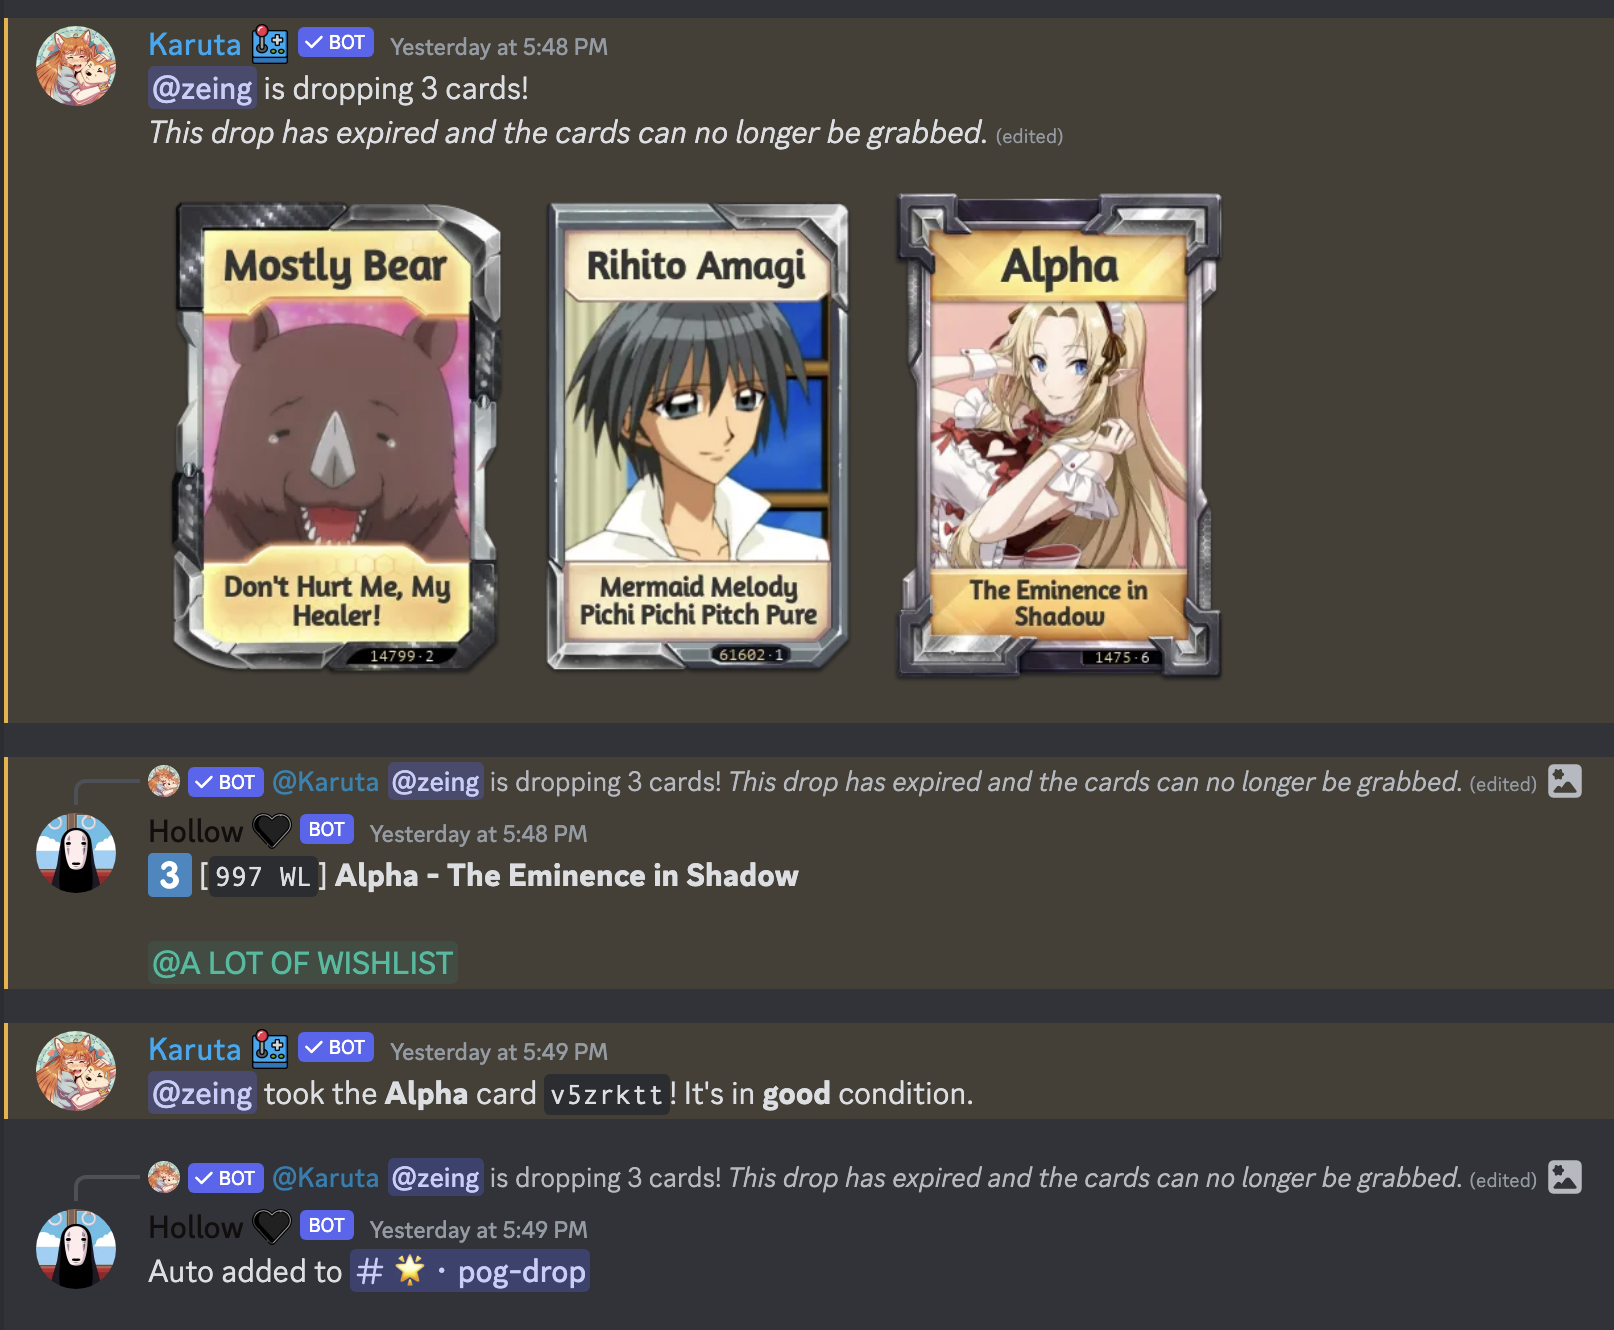 Karuta BOT Yesterday at 5:48 PM
@zeing is dropping 3 cards!
This drop has expired and the cards can no longer be grabbed. (edited)
Mostly Bear
Don't Hurt Me, My
Healer!
14799·2
Rihito Amagi
Mermaid Melody
Pichi Pichi Pitch Pure
61602·1
Alpha
The Eminence in
Shadow
1475·6
BOT @Karuta @zeing is dropping 3 cards! This drop has expired and the cards can no longer be grabbed. (edited)
Hollow BOT Yesterday at 5:48 PM
3 [997 WL] Alpha - The Eminence in Shadow
@A LOT OF WISHLIST
Karuta BOT Yesterday at 5:49 PM
@zeing took the Alpha card v5zrktt! It's in good condition.
BOT @Karuta @zeing is dropping 3 cards! This drop has expired and the cards can no longer be grabbed. (edited)
Hollow BOT Yesterday at 5:49 PM
Auto added to # 🌟 · pog-drop